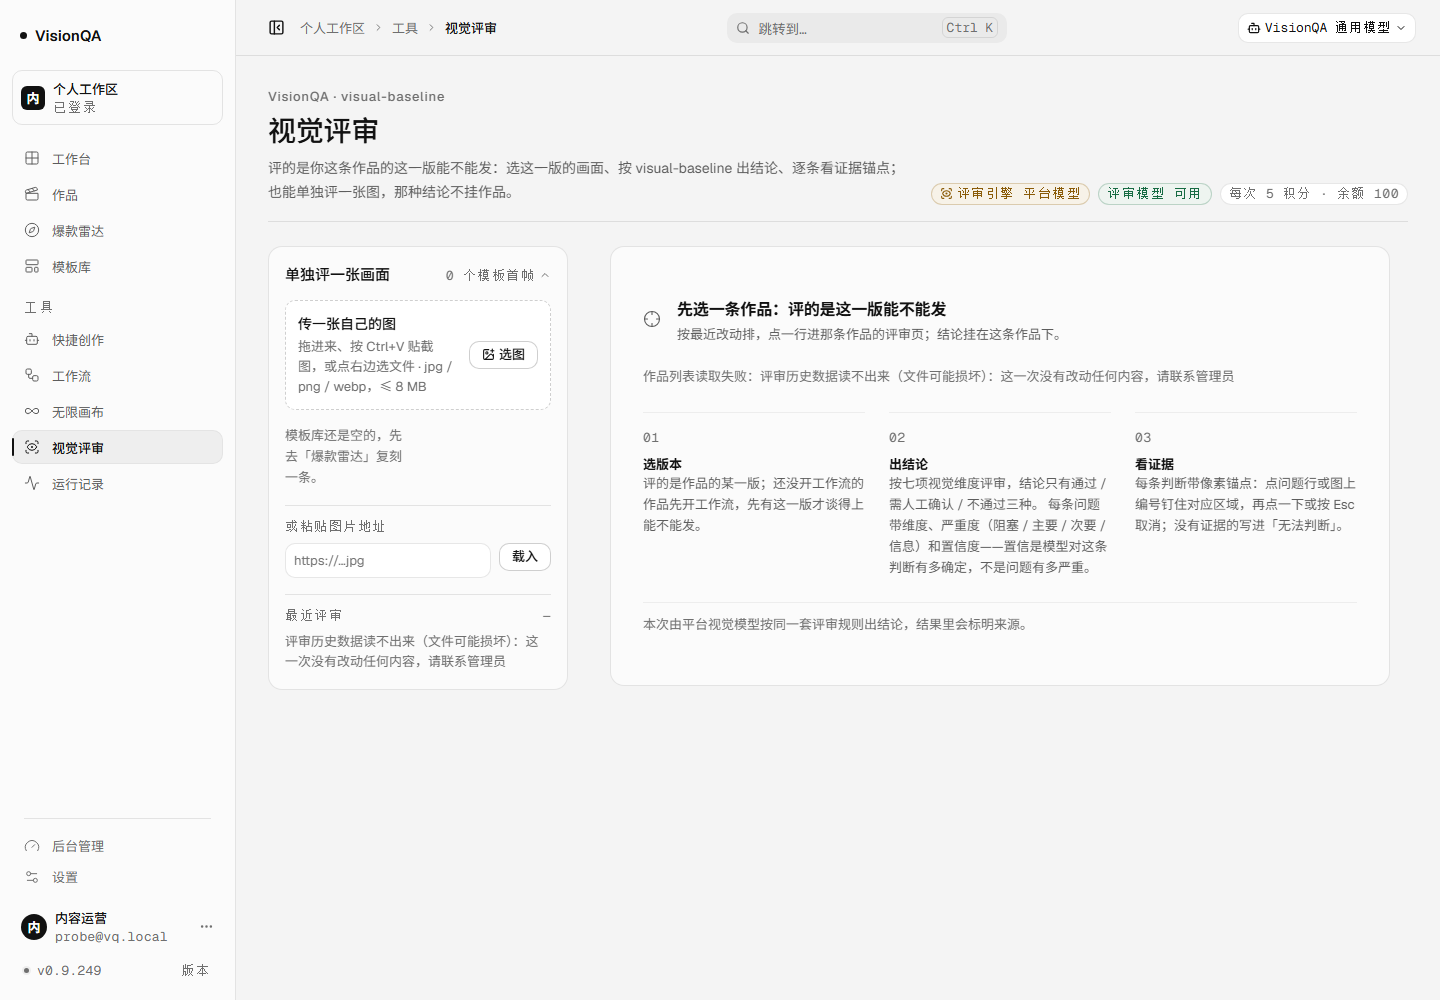 VisionQA
内
个人工作区
已登录
工作台
作品
爆款雷达
模板库
工具
快捷创作
工作流
无限画布
视觉评审
运行记录
后台管理
设置
内
内容运营
probe@vq.local
v0.9.249
版本
个人工作区
工具
视觉评审
跳转到…
Ctrl K
VisionQA 通用模型
VisionQA · visual-baseline
视觉评审
评的是你这条作品的这一版能不能发：选这一版的画面、按 visual-baseline 出结论、逐条看证据锚点；
也能单独评一张图，那种结论不挂作品。
评审引擎 平台模型
评审模型 可用
每次 5 积分 · 余额 100
单独评一张画面
0 个模板首帧
传一张自己的图
拖进来、按 Ctrl+V 贴截
图，或点右边选文件 · jpg /
png / webp，≤ 8 MB
选图
模板库还是空的，先
去「爆款雷达」复刻
一条。
或粘贴图片地址
https://…jpg
载入
最近评审
—
评审历史数据读不出来（文件可能损坏）：这
一次没有改动任何内容，请联系管理员
先选一条作品：评的是这一版能不能发
按最近改动排，点一行进那条作品的评审页；结论挂在这条作品下。
作品列表读取失败：评审历史数据读不出来（文件可能损坏）：这一次没有改动任何内容，请联系管理员
01
选版本
评的是作品的某一版；还没开工作流的
作品先开工作流，先有这一版才谈得上
能不能发。
02
出结论
按七项视觉维度评审，结论只有通过 /
需人工确认 / 不通过三种。 每条问题
带维度、严重度（阻塞 / 主要 / 次要 /
信息）和置信度——置信是模型对这条
判断有多确定，不是问题有多严重。
03
看证据
每条判断带像素锚点：点问题行或图上
编号钉住对应区域，再点一下或按 Esc
取消；没有证据的写进「无法判断」。
本次由平台视觉模型按同一套评审规则出结论，结果里会标明来源。